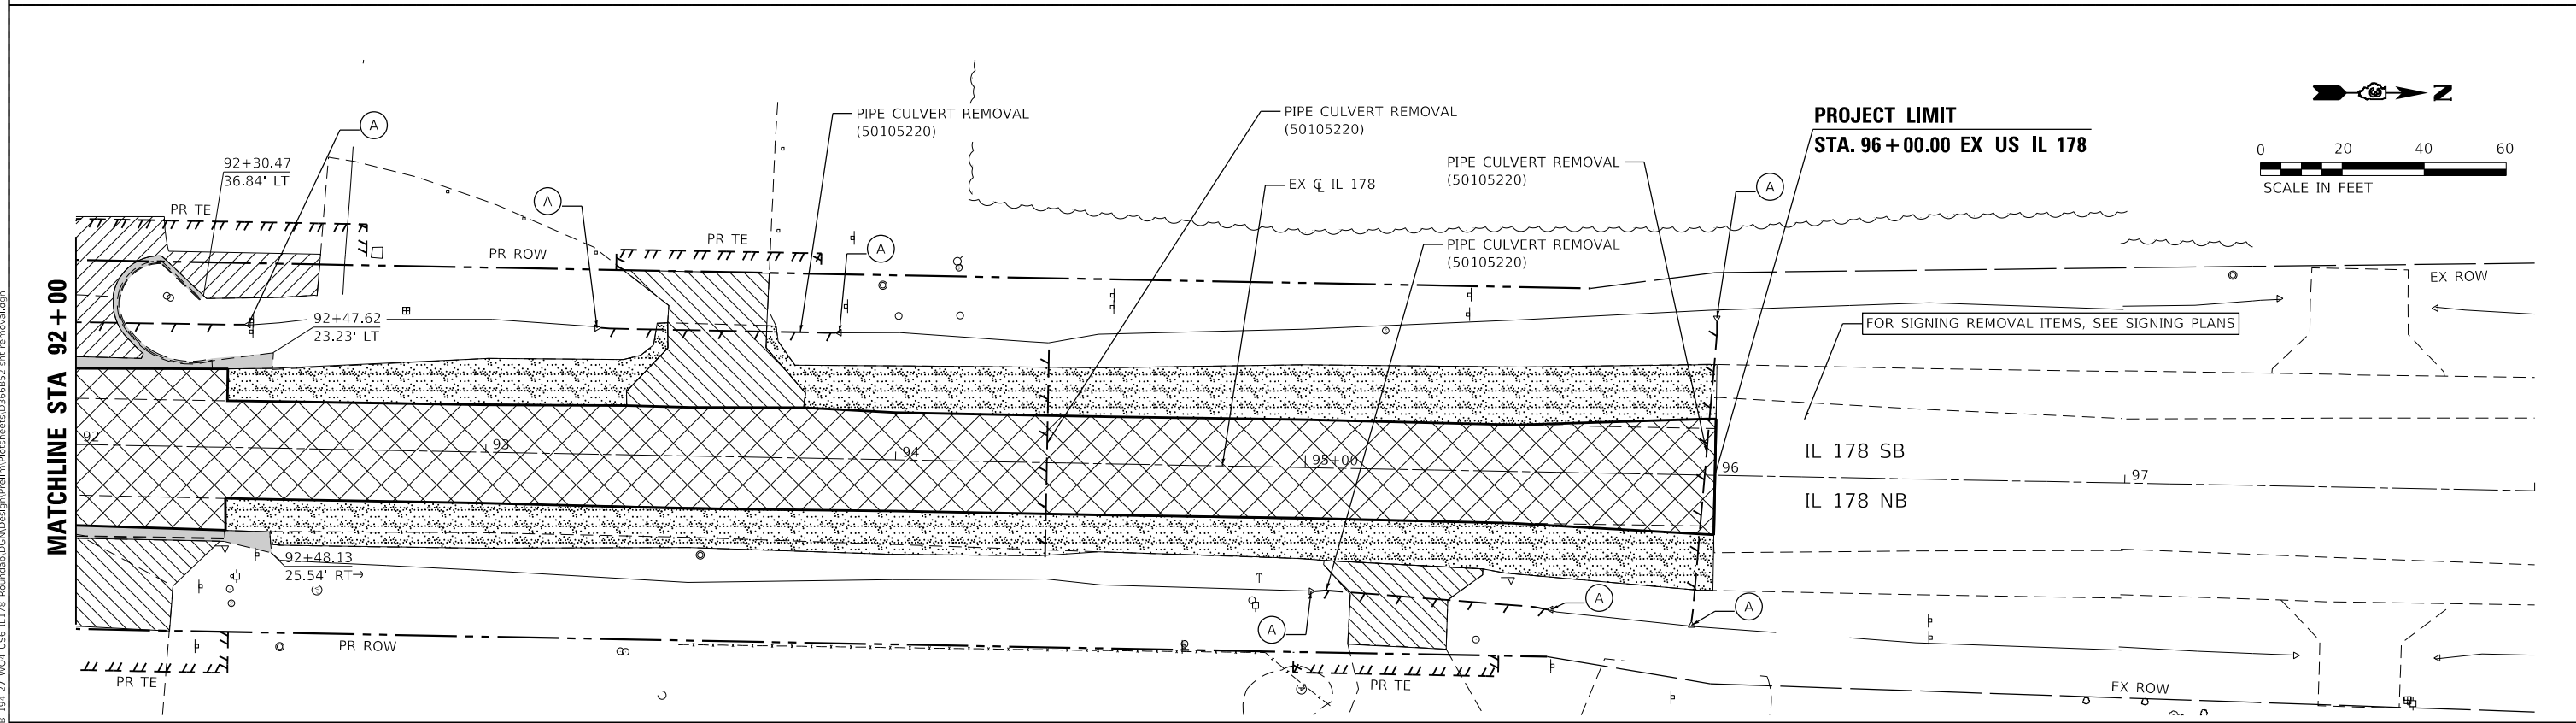 PROJECT LIMIT
STA. 96+00.00 EX US IL 178
N
0 20 40 60
SCALE IN FEET
PIPE CULVERT REMOVAL
(50105220)
PIPE CULVERT REMOVAL
(50105220)
A
PIPE CULVERT REMOVAL
(50105220)
92+30.47
36.84' LT
EX ℄ IL 178
A
A
PR TE
PR TE
PR ROW
A
PIPE CULVERT REMOVAL
(50105220)
EX ROW
92+47.62
23.23' LT
FOR SIGNING REMOVAL ITEMS, SEE SIGNING PLANS
MATCHLINE STA 92+00
92
93
94
95+00
96
97
IL 178 SB
IL 178 NB
92+48.13
25.54' RT
A
A
A
PR ROW
PR TE
PR TE
EX ROW